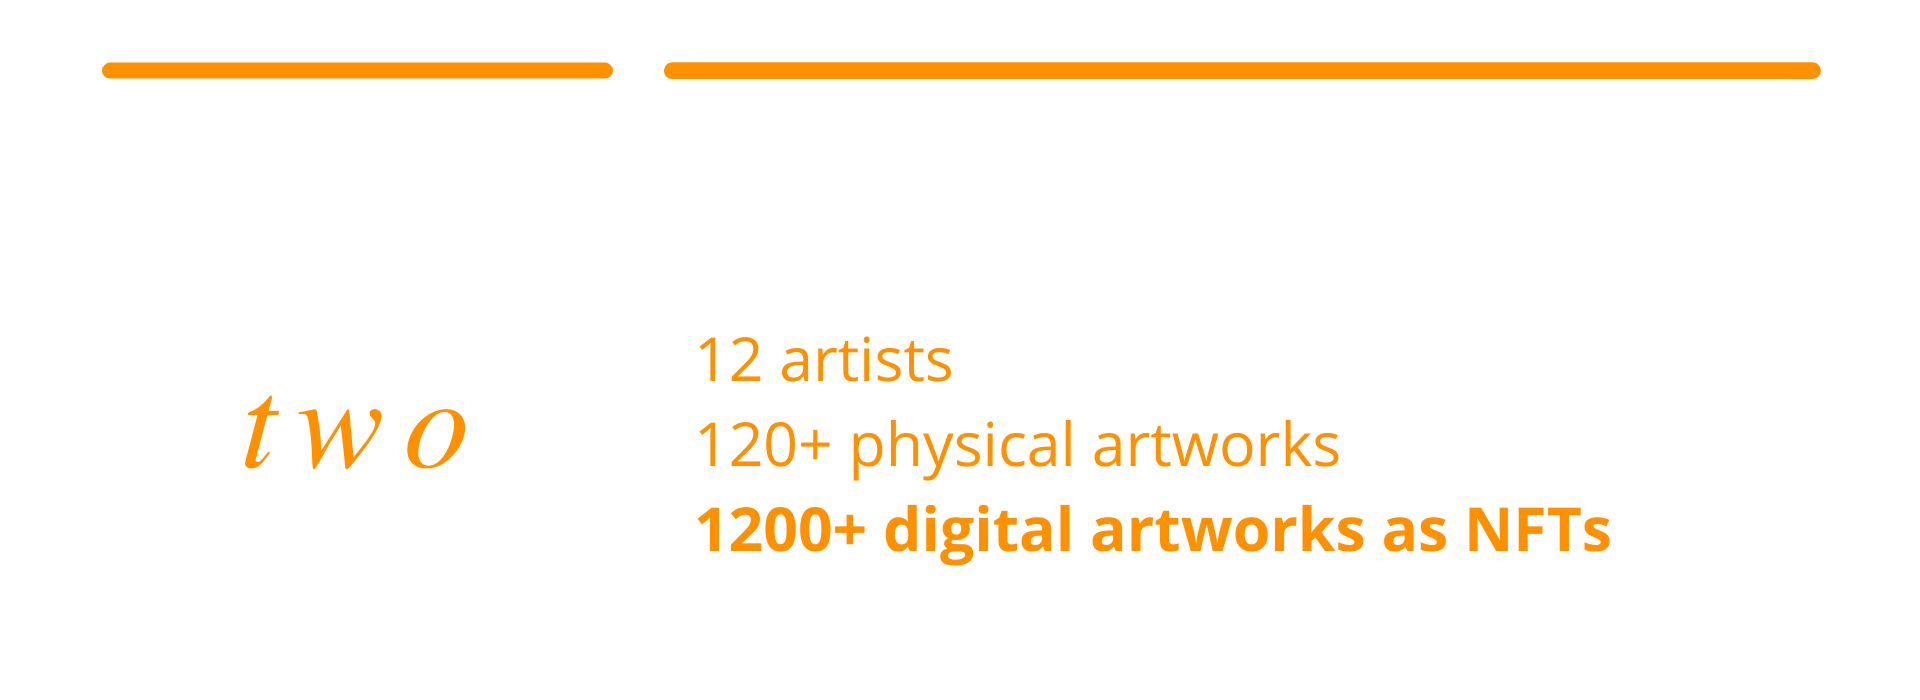 two
12 artists
120+ physical artworks
1200+ digital artworks as NFTs